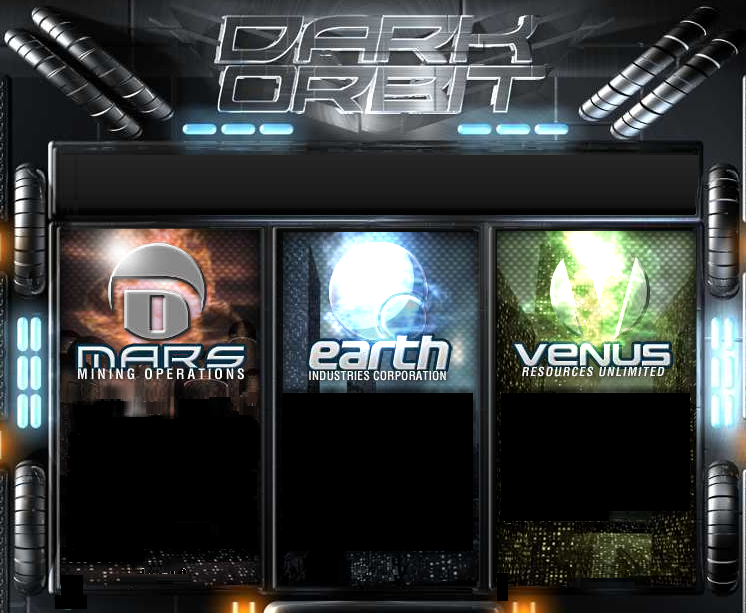 DARK
ORBIT
MARS
MINING OPERATIONS
earth
INDUSTRIES CORPORATION
VENUS
RESOURCES UNLIMITED